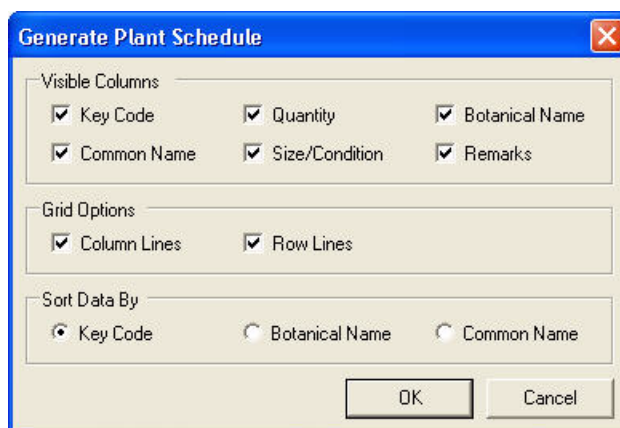 Generate Plant Schedule
Visible Columns
Key Code Quantity Botanical Name
Common Name Size/Condition Remarks
Grid Options
Column Lines Row Lines
Sort Data By
Key Code Botanical Name Common Name
OK Cancel